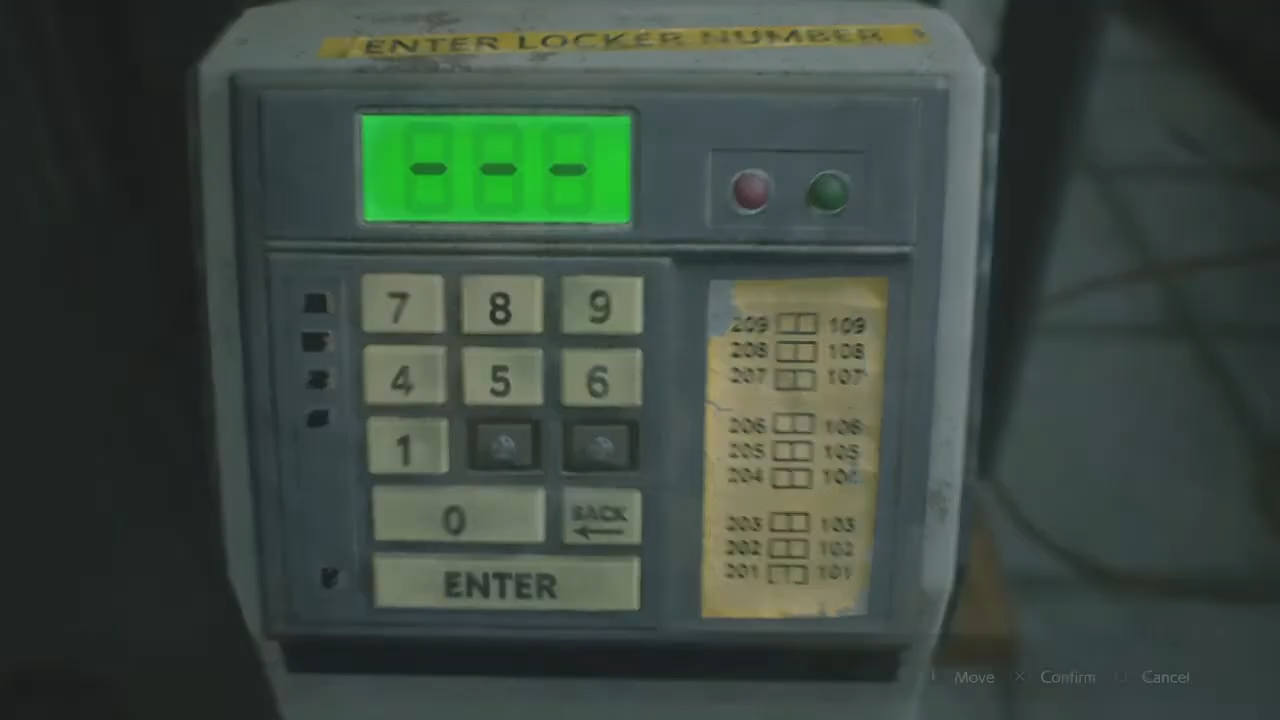 ENTER LOCKER NUMBER
- - -
7 8 9
4 5 6
1
0 BACK
ENTER
209 109
208 108
207 107
206 106
205 105
204 104
203 103
202 102
201 101
Move Confirm Cancel